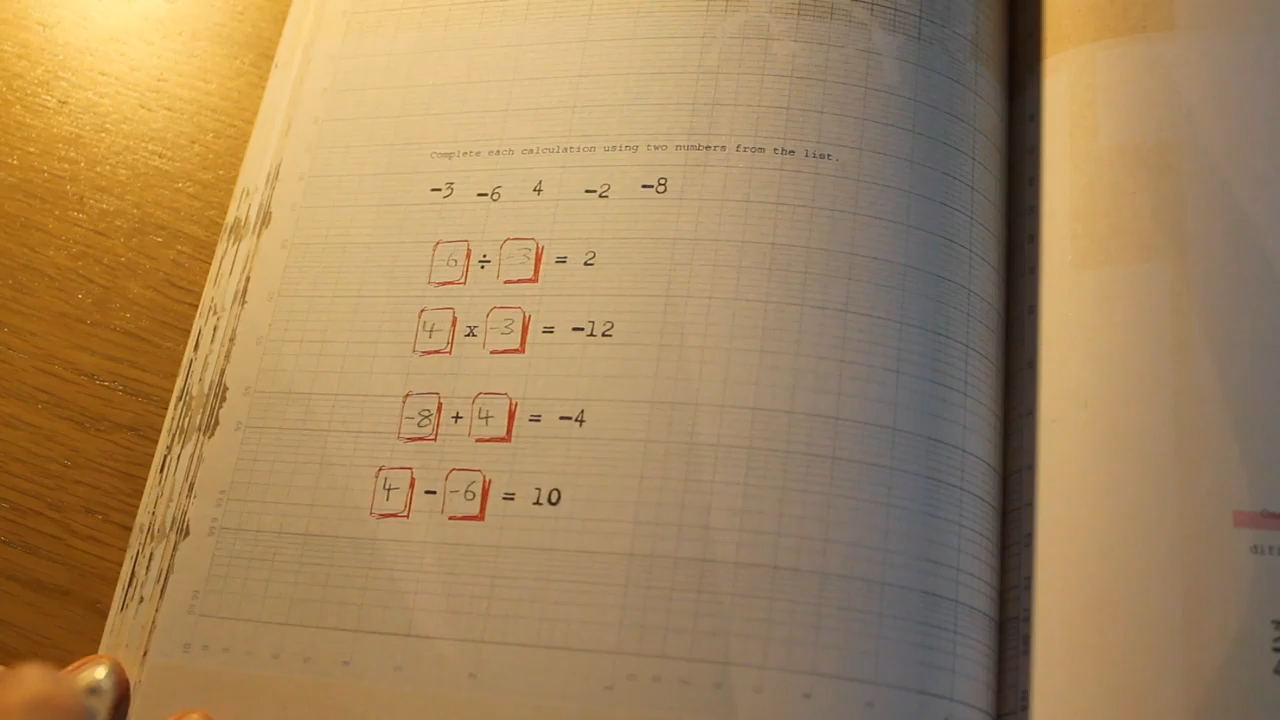 Complete each calculation using two numbers from the list.
-3 -6 4 -2 -8
-6 ÷ -3 = 2
4 x -3 = -12
-8 + 4 = -4
4 - -6 = 10